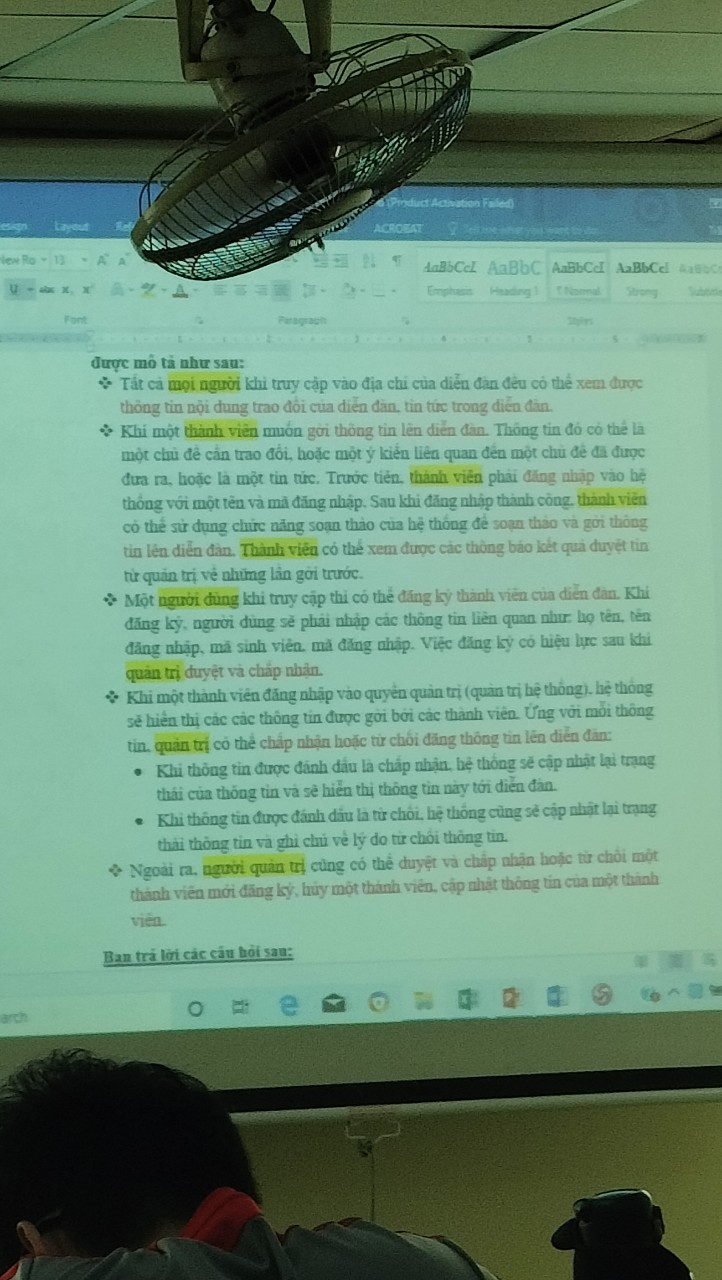 (Product Activation Failed)
esign Layout
ACROBAT Tell me what you want to do...
New Ro 13
AaBbCcI AaBbC AaBbCcI AaBbCcI AaBbCc
Emphasis Heading 1 ¶ Normal Strong Subtitle
Font Paragraph Styles
được mô tả như sau:
❖ Tất cả mọi người khi truy cập vào địa chỉ của diễn đàn đều có thể xem được
thông tin nội dung trao đổi của diễn đàn, tin tức trong diễn đàn.
❖ Khi một thành viên muốn gởi thông tin lên diễn đàn. Thông tin đó có thể là
một chủ đề cần trao đổi, hoặc một ý kiến liên quan đến một chủ đề đã được
đưa ra, hoặc là một tin tức. Trước tiên, thành viên phải đăng nhập vào hệ
thống với một tên và mã đăng nhập. Sau khi đăng nhập thành công, thành viên
có thể sử dụng chức năng soạn thảo của hệ thống để soạn thảo và gởi thông
tin lên diễn đàn. Thành viên có thể xem được các thông báo kết quả duyệt tin
từ quản trị về những lần gởi trước.
❖ Một người dùng khi truy cập thì có thể đăng ký thành viên của diễn đàn. Khi
đăng ký, người dùng sẽ phải nhập các thông tin liên quan như: họ tên, tên
đăng nhập, mã sinh viên, mã đăng nhập. Việc đăng ký có hiệu lực sau khi
quản trị duyệt và chấp nhận.
❖ Khi một thành viên đăng nhập vào quyền quản trị (quản trị hệ thống), hệ thống
sẽ hiển thị các các thông tin được gởi bởi các thành viên. Ứng với mỗi thông
tin, quản trị có thể chấp nhận hoặc từ chối đăng thông tin lên diễn đàn:
• Khi thông tin được đánh dấu là chấp nhận, hệ thống sẽ cập nhật lại trạng
thái của thông tin và sẽ hiển thị thông tin này tới diễn đàn.
• Khi thông tin được đánh dấu là từ chối, hệ thống cũng sẽ cập nhật lại trạng
thái thông tin và ghi chú về lý do từ chối thông tin.
❖ Ngoài ra, người quản trị cũng có thể duyệt và chấp nhận hoặc từ chối một
thành viên mới đăng ký, hủy một thành viên, cập nhật thông tin của một thành
viên.
Bạn trả lời các câu hỏi sau:
arch